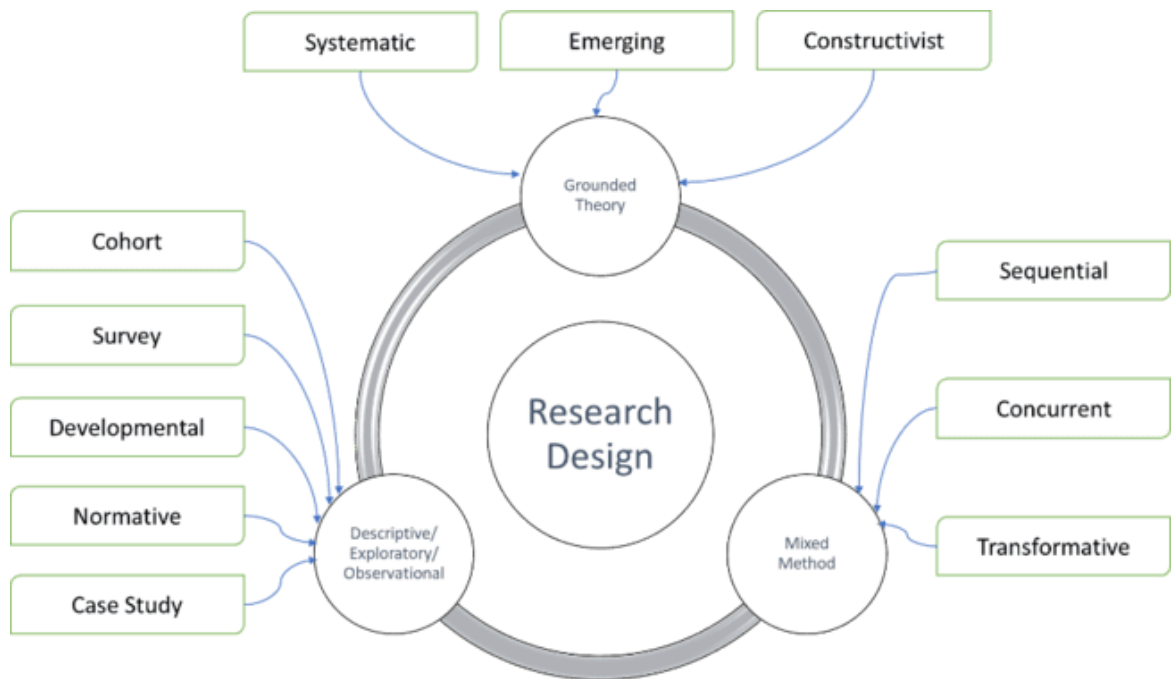 Systematic
Emerging
Constructivist
Grounded
Theory
Cohort
Survey
Developmental
Normative
Case Study
Research
Design
Descriptive/
Exploratory/
Observational
Mixed
Method
Sequential
Concurrent
Transformative